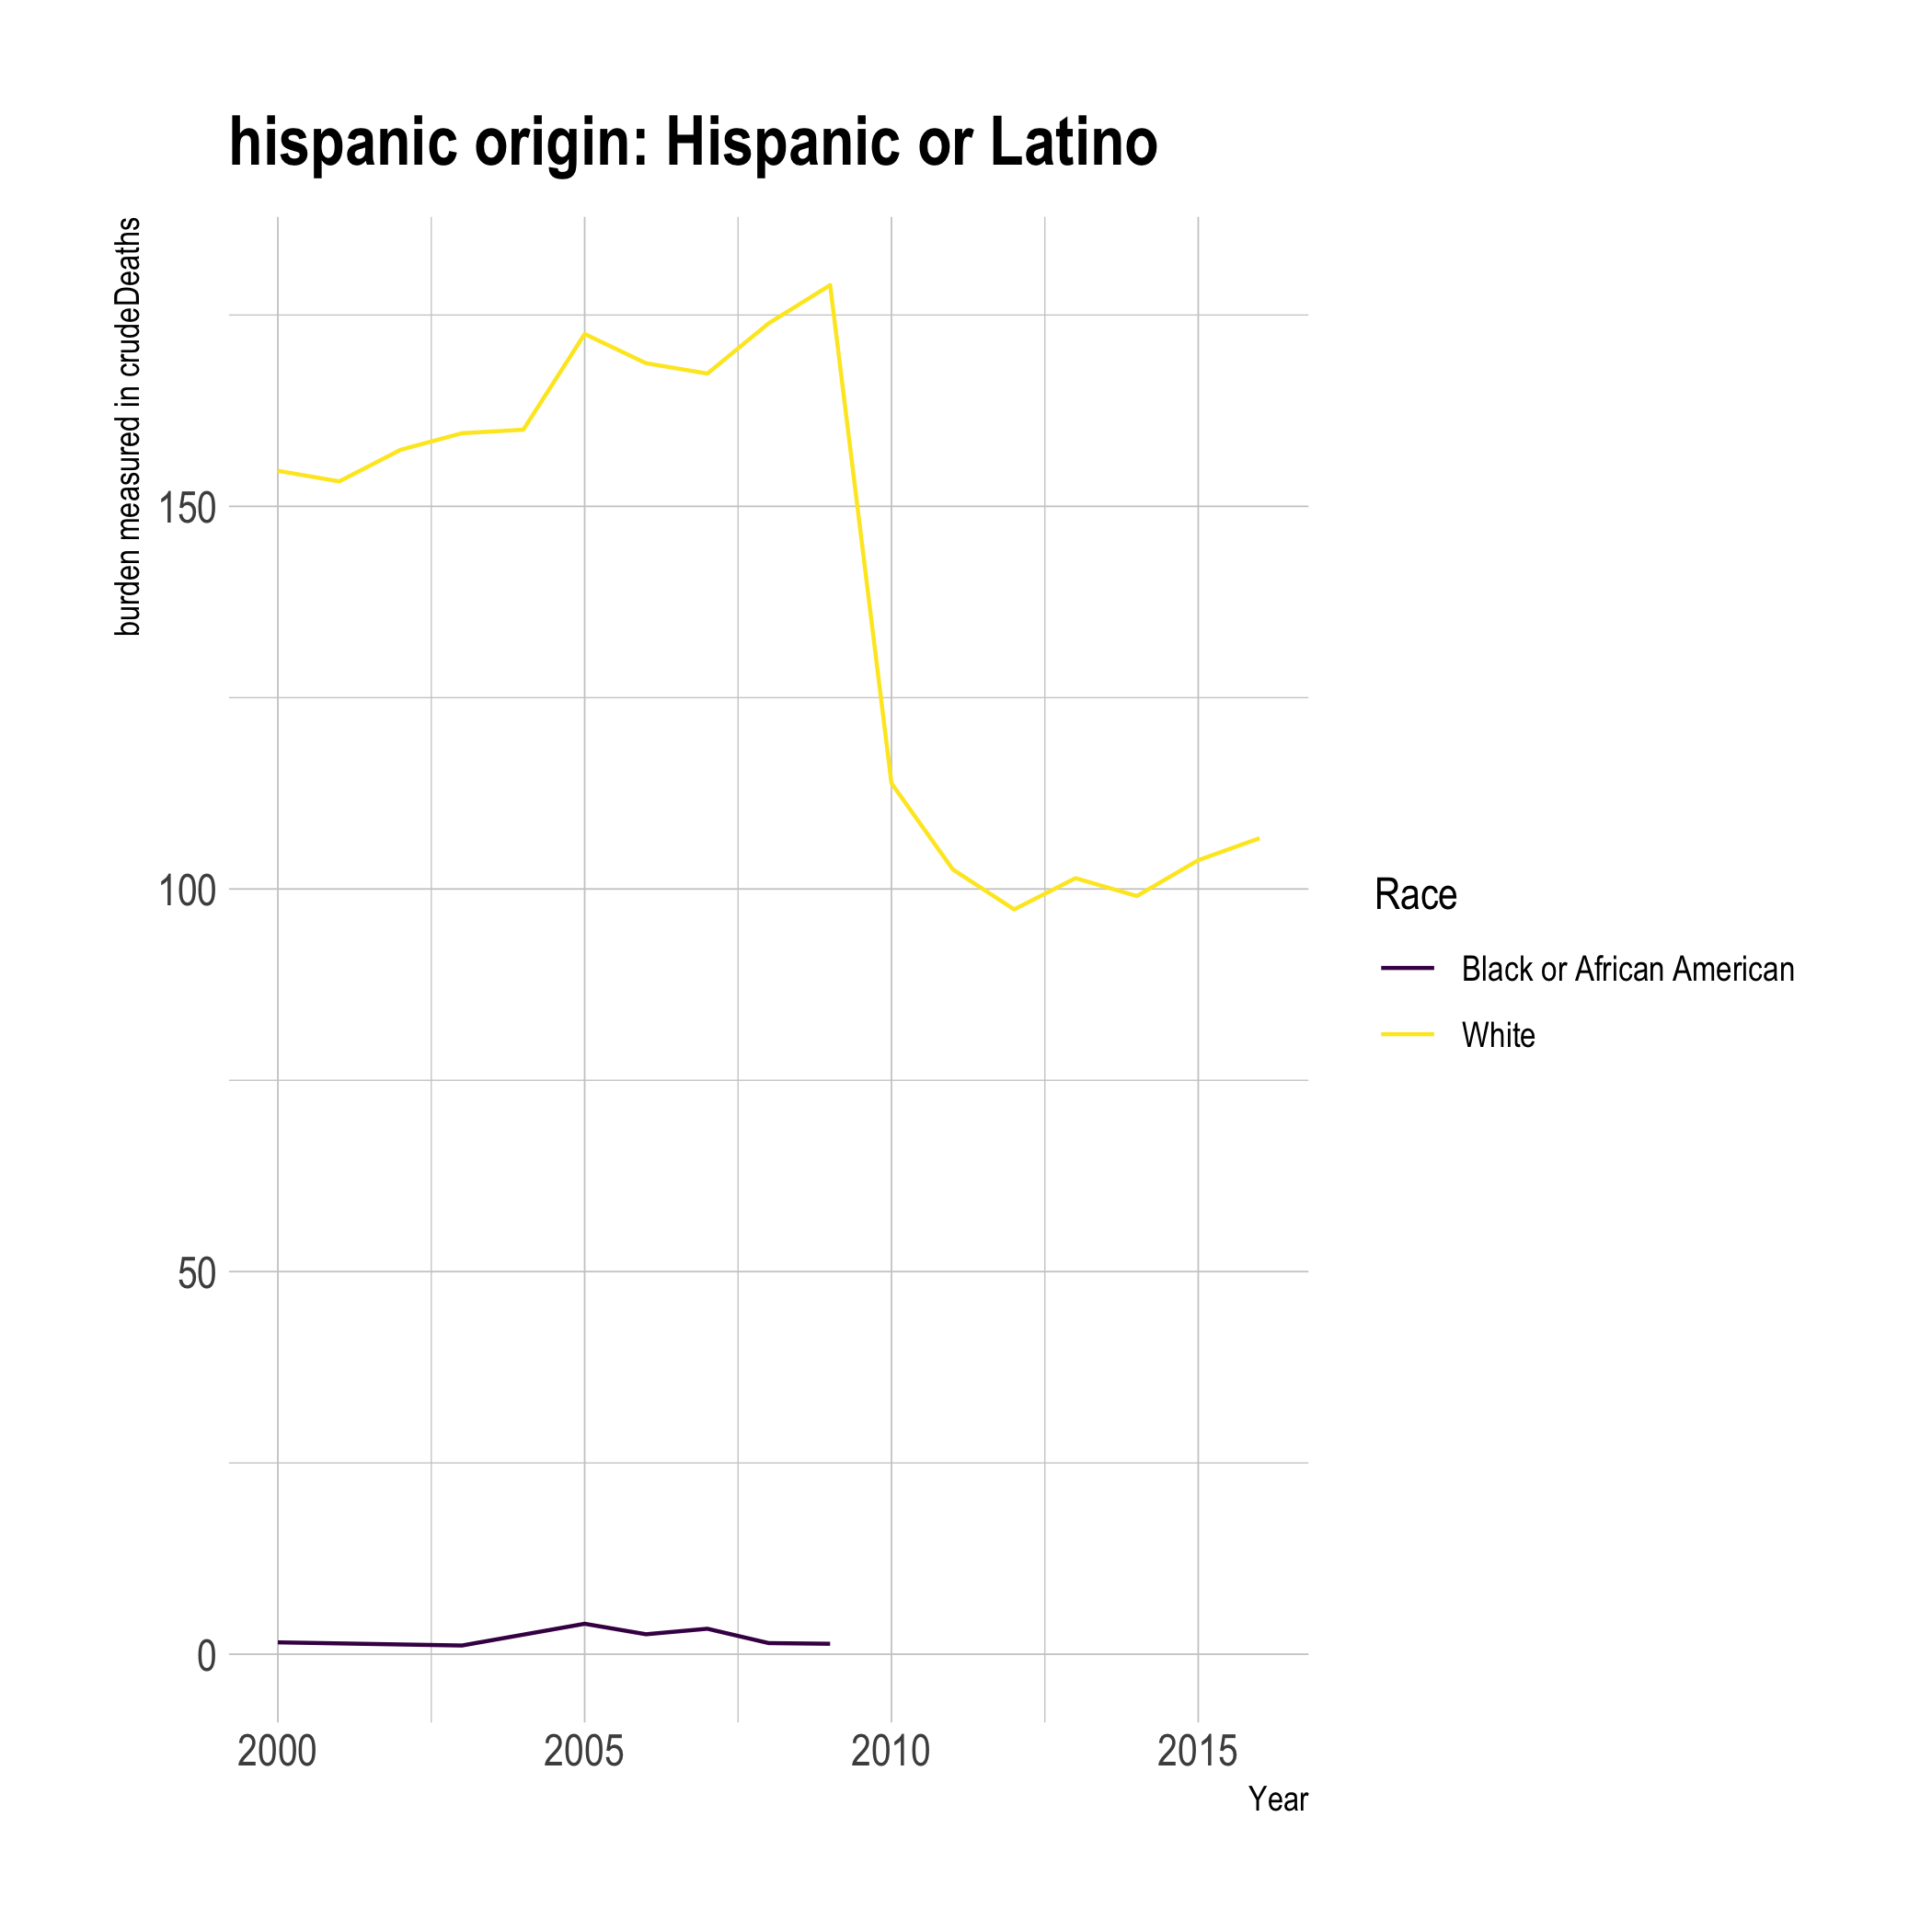 hispanic origin: Hispanic or Latino
burden measured in crudeDeaths
150
100
50
0
2000 2005 2010 2015
Year
Race
Black or African American
White